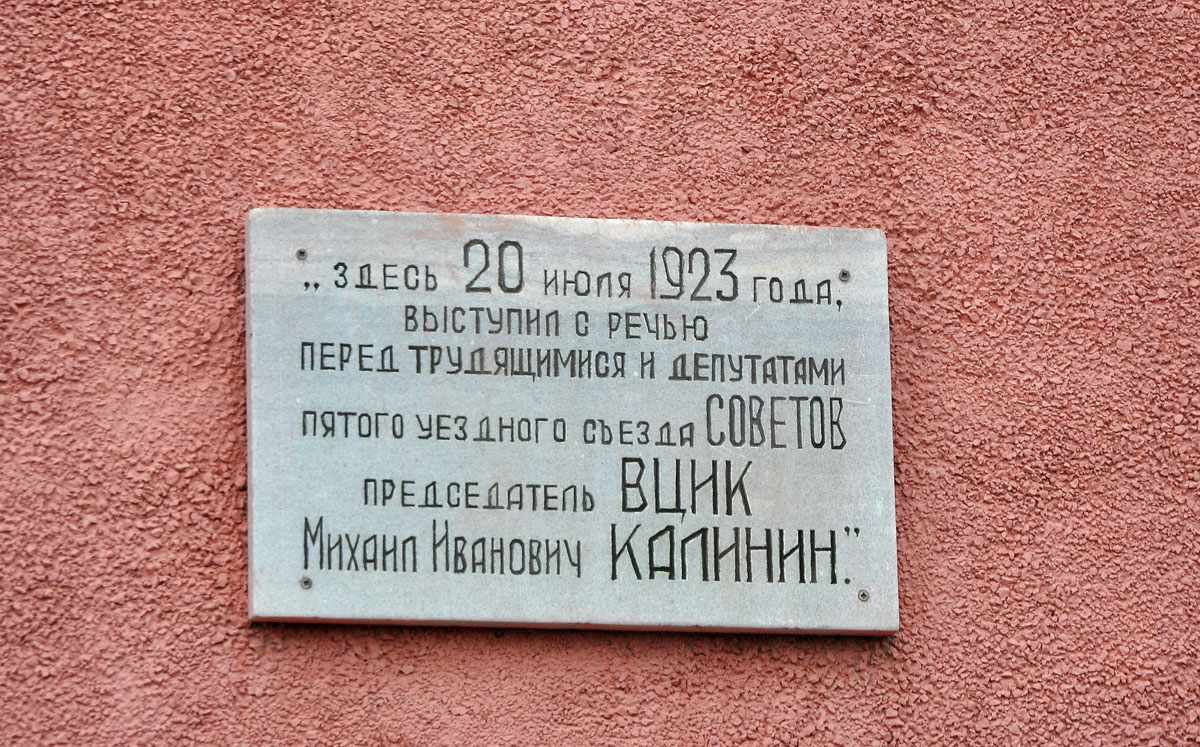 „Здесь 20 июля 1923 года,"
выступил с речью
перед трудящимися и депутатами
пятого уездного съезда СОВЕТОВ
председатель ВЦИК
Михаил Иванович КАЛИНИН."